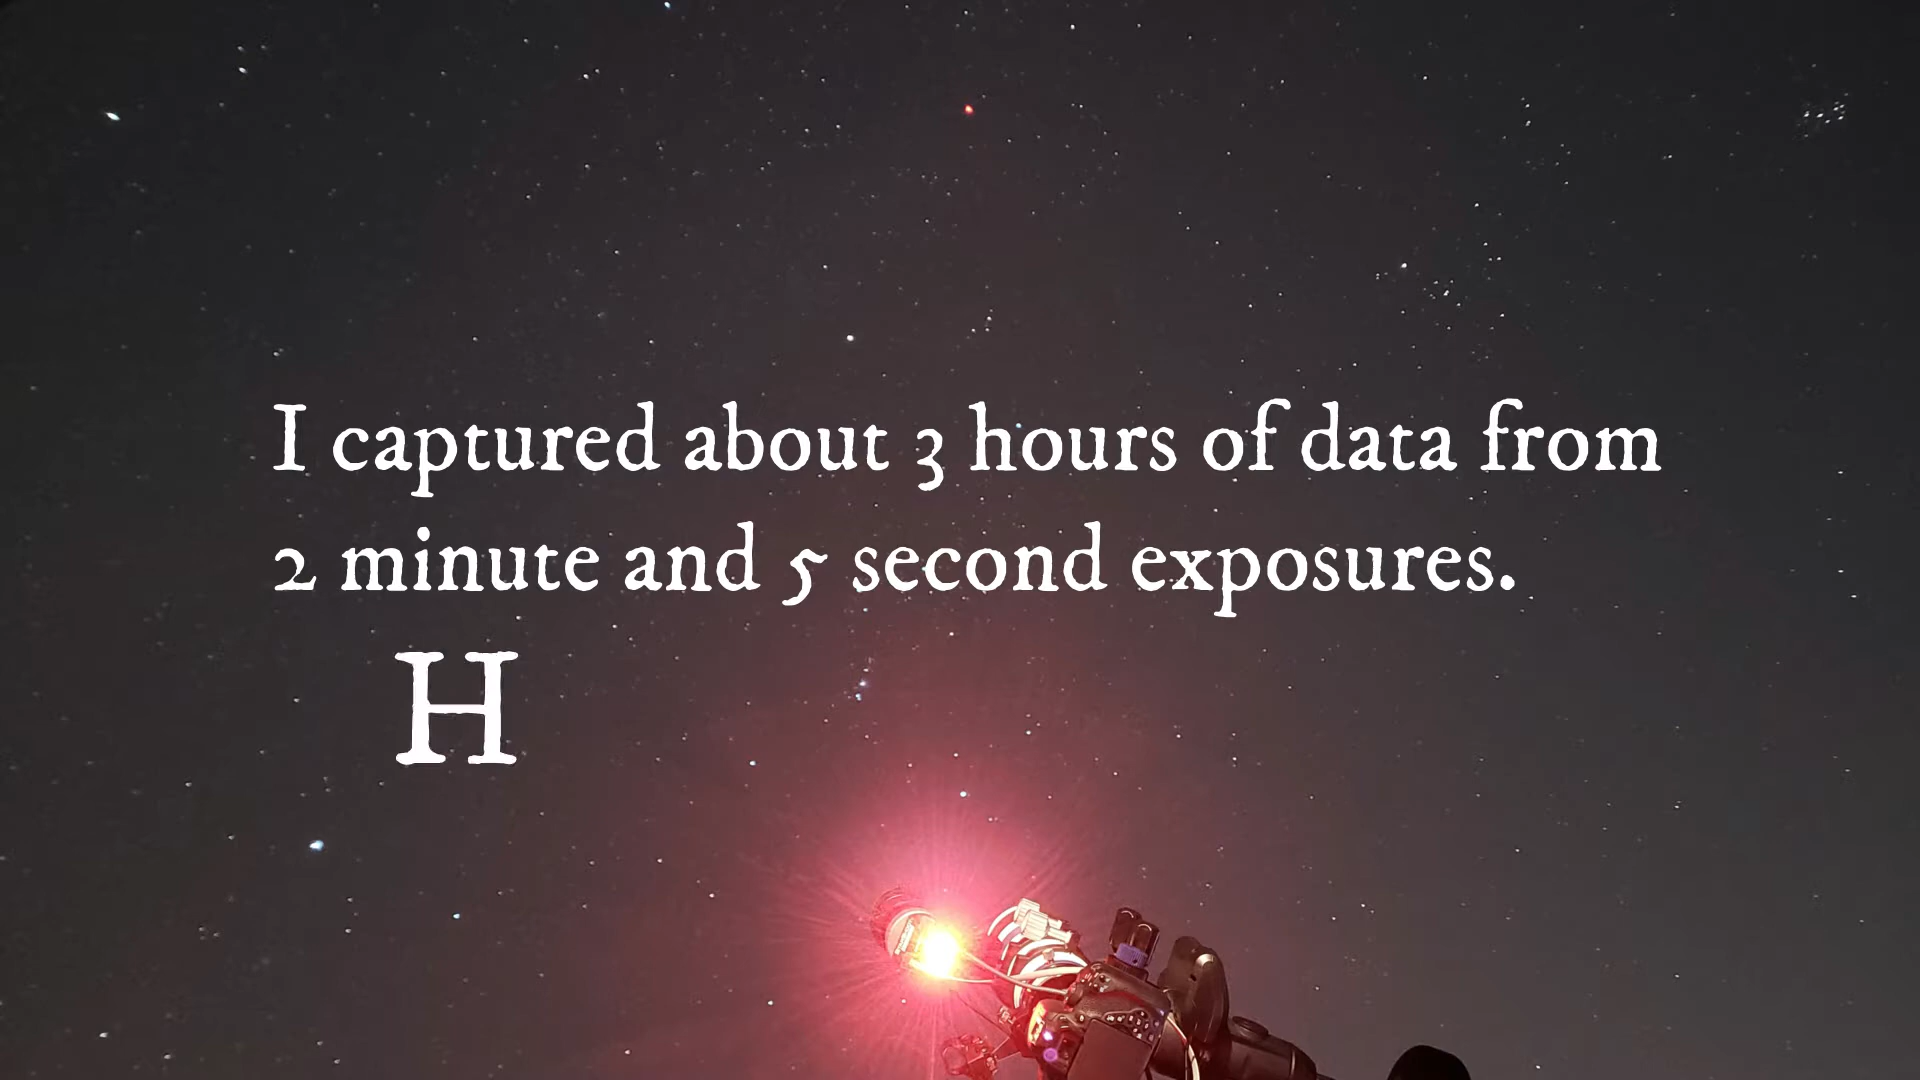 I captured about 3 hours of data from
2 minute and 5 second exposures.
H